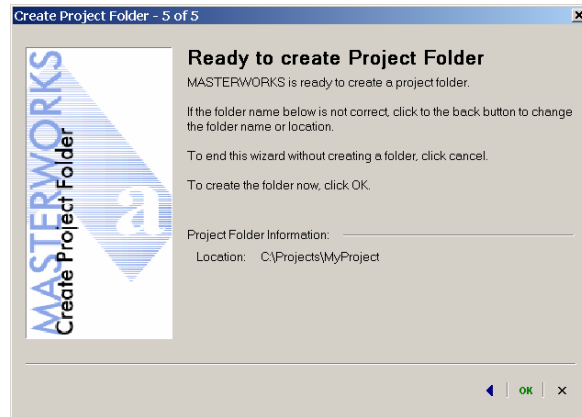 Create Project Folder - 5 of 5
MASTERWORKS
Create Project Folder
a
Ready to create Project Folder
MASTERWORKS is ready to create a project folder.
If the folder name below is not correct, click to the back button to change
the folder name or location.
To end this wizard without creating a folder, click cancel.
To create the folder now, click OK.
Project Folder Information:
Location: C:\Projects\MyProject
OK